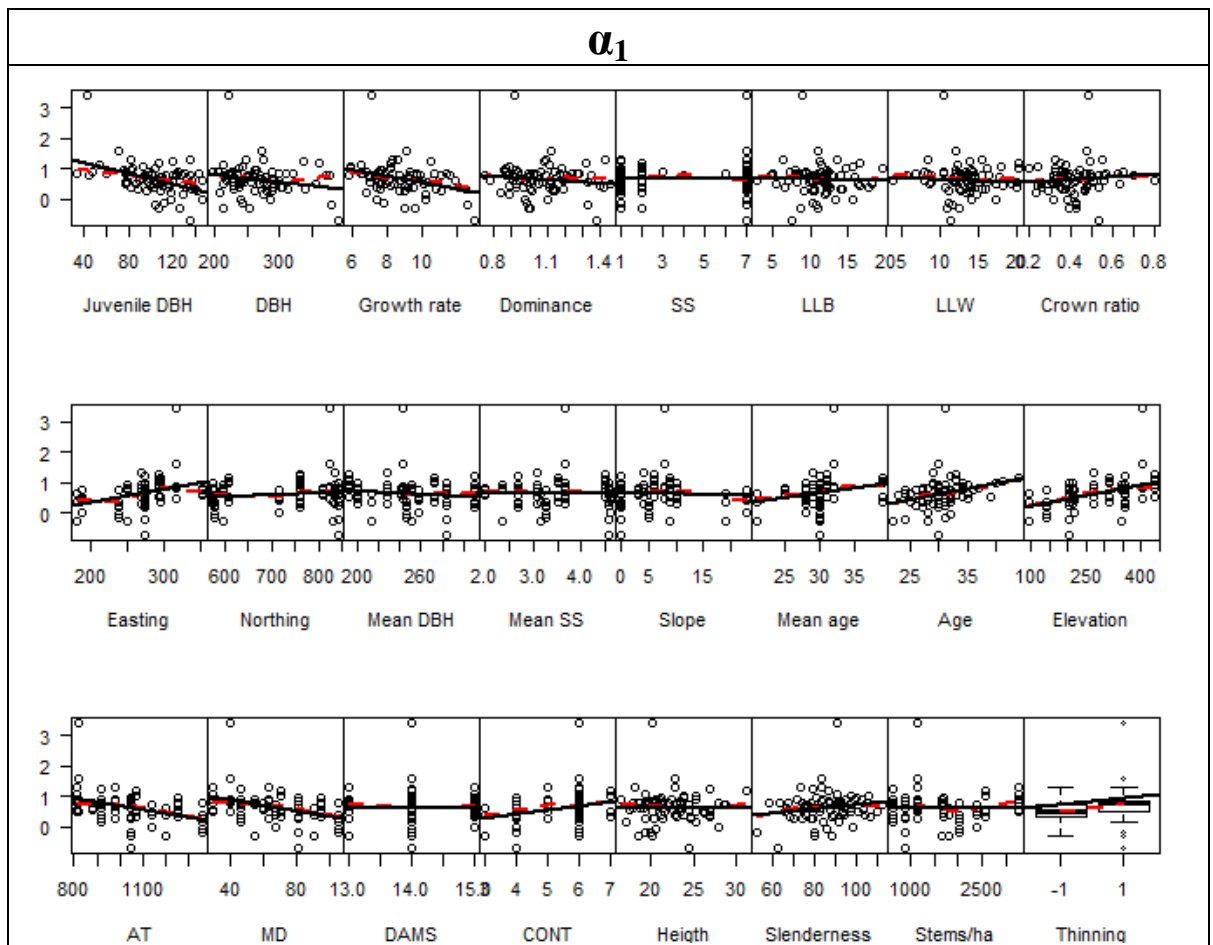 α1
3
2
1
0
40 80 120 200 300 6 8 10 0.8 1.1 1.4 1 3 5 7 5 10 15 20 5 10 15 20 0.2 0.4 0.6 0.8
Juvenile DBH DBH Growth rate Dominance SS LLB LLW Crown ratio
3
2
1
0
200 300 600 700 800 200 260 2.0 3.0 4.0 0 5 15 25 30 35 25 35 100 250 400
Easting Northing Mean DBH Mean SS Slope Mean age Age Elevation
3
2
1
0
800 1100 40 80 13.0 14.0 15.0 3 4 5 6 7 20 25 30 60 80 100 1000 2500 -1 1
AT MD DAMS CONT Heigth Slenderness Stems/ha Thinning